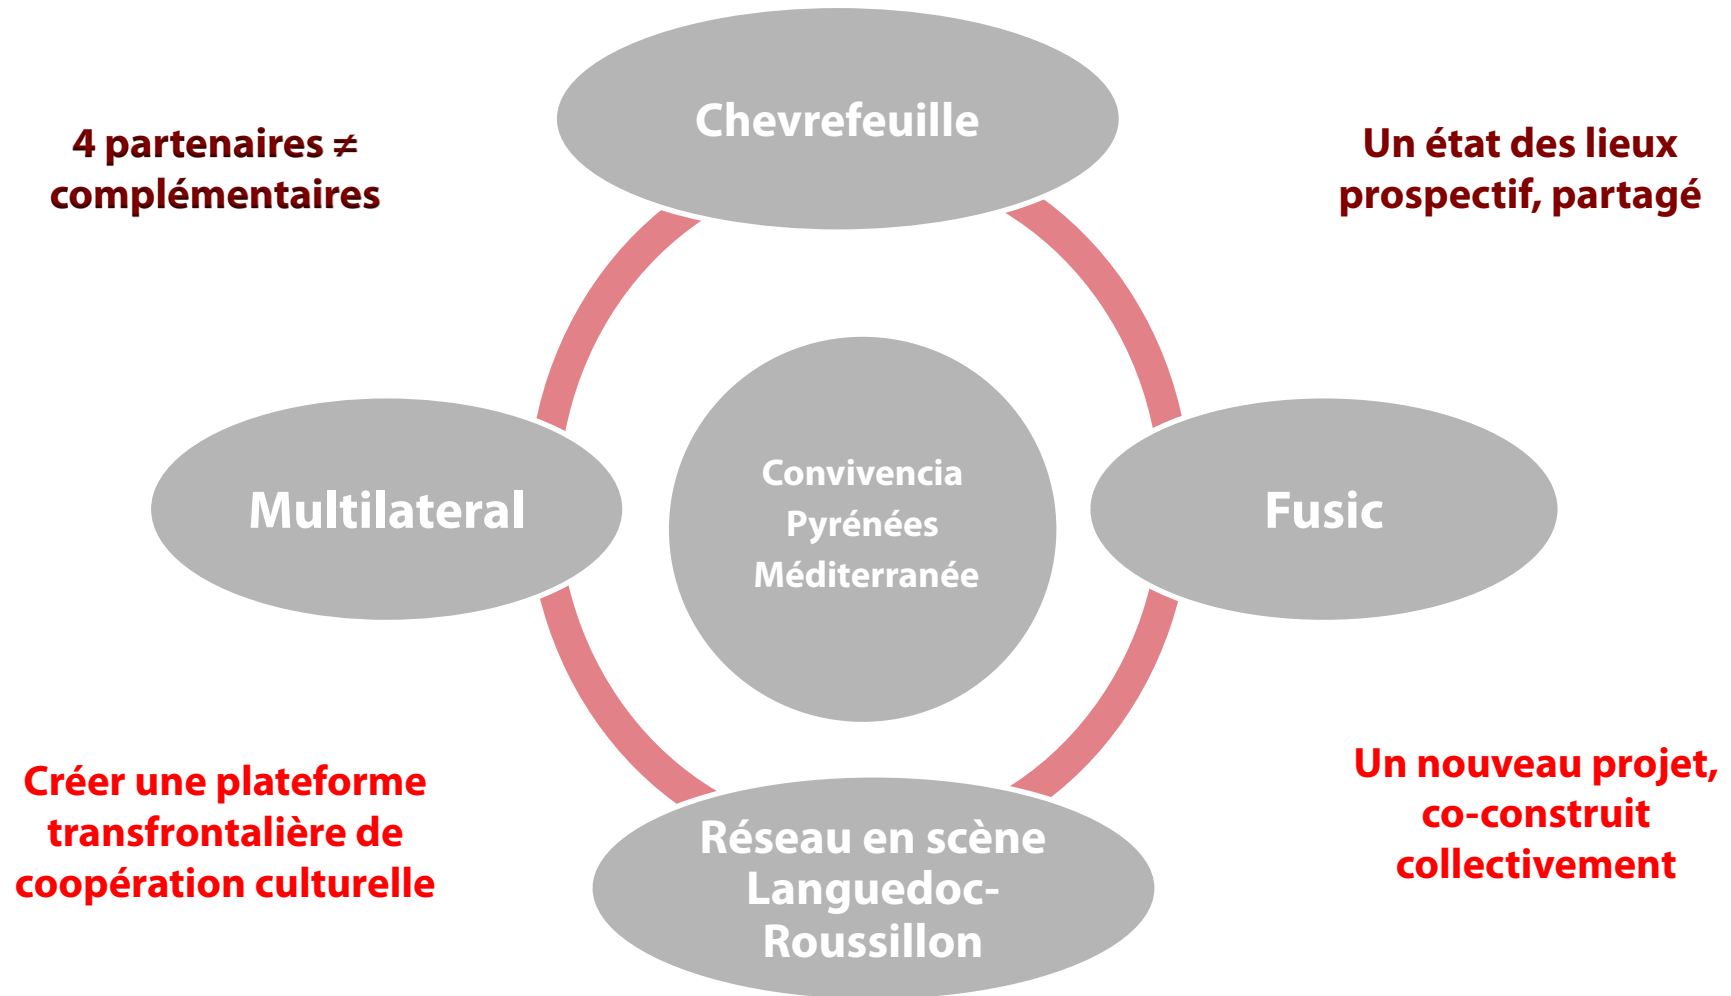 Chevrefeuille
4 partenaires ≠
complémentaires
Un état des lieux
prospectif, partagé
Multilateral
Convivencia
Pyrénées
Méditerranée
Fusic
Créer une plateforme
transfrontalière de
coopération culturelle
Réseau en scène
Languedoc-
Roussillon
Un nouveau projet,
co-construit
collectivement